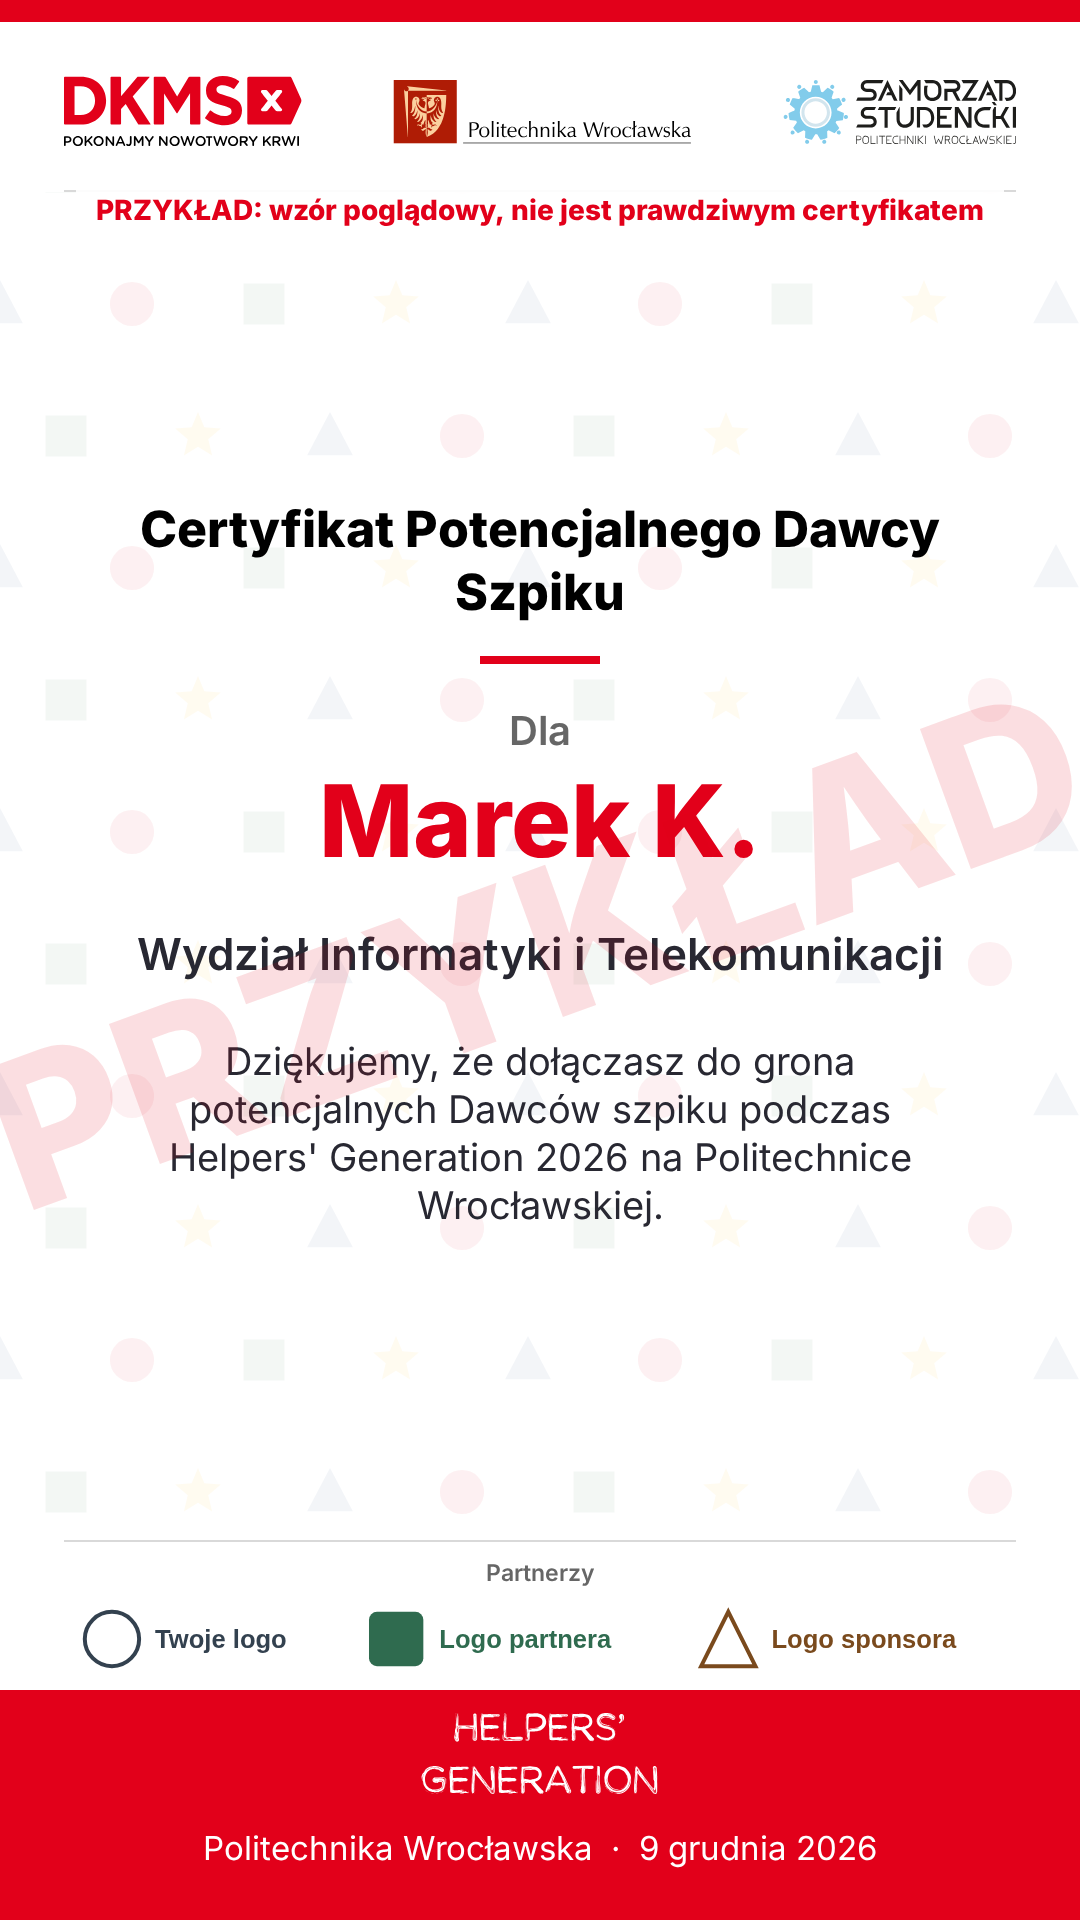 DKMS
POKONAJMY NOWOTWORY KRWI
Politechnika Wrocławska
SAMORZĄD
STUDENCKI
POLITECHNIKI WROCŁAWSKIEJ
PRZYKŁAD: wzór poglądowy, nie jest prawdziwym certyfikatem
Certyfikat Potencjalnego Dawcy
Szpiku
Dla
Marek K.
PRZYKŁAD
Wydział Informatyki i Telekomunikacji
Dziękujemy, że dołączasz do grona
potencjalnych Dawców szpiku podczas
Helpers' Generation 2026 na Politechnice
Wrocławskiej.
Partnerzy
Twoje logo
Logo partnera
Logo sponsora
HELPERS’
GENERATION
Politechnika Wrocławska · 9 grudnia 2026